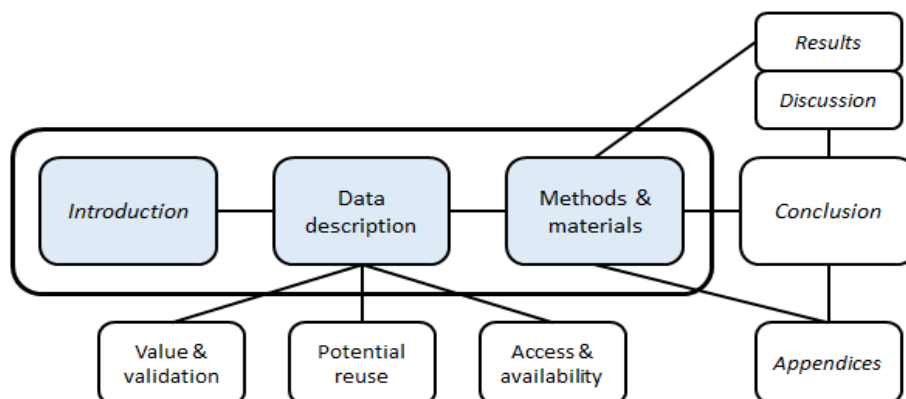 Results
Discussion
Introduction
Data
description
Methods &
materials
Conclusion
Value &
validation
Potential
reuse
Access &
availability
Appendices